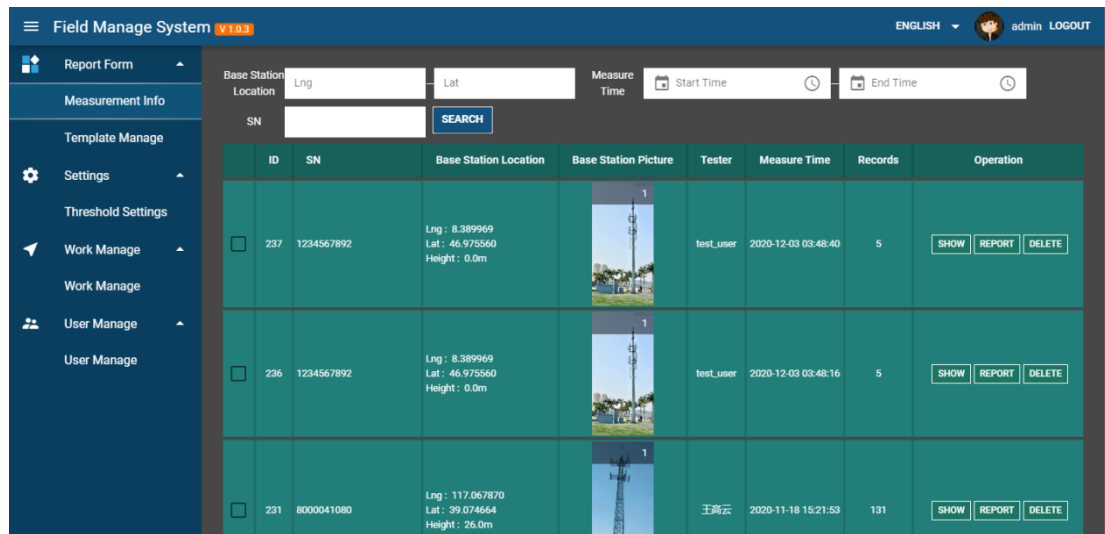 Field Manage System V 1.0.3 ENGLISH admin LOGOUT
Report Form
Measurement Info
Template Manage
Settings
Threshold Settings
Work Manage
Work Manage
User Manage
User Manage
Base Station Location Lng – Lat Measure Time Start Time – End Time
SN SEARCH
ID SN Base Station Location Base Station Picture Tester Measure Time Records Operation
1
237 1234567892 Lng : 8.389969 Lat : 46.975560 Height : 0.0m test_user 2020-12-03 03:48:40 5 SHOW REPORT DELETE
1
236 1234567892 Lng : 8.389969 Lat : 46.975560 Height : 0.0m test_user 2020-12-03 03:48:16 5 SHOW REPORT DELETE
1
231 8000041080 Lng : 117.067870 Lat : 39.074664 Height : 26.0m 王高云 2020-11-18 15:21:53 131 SHOW REPORT DELETE